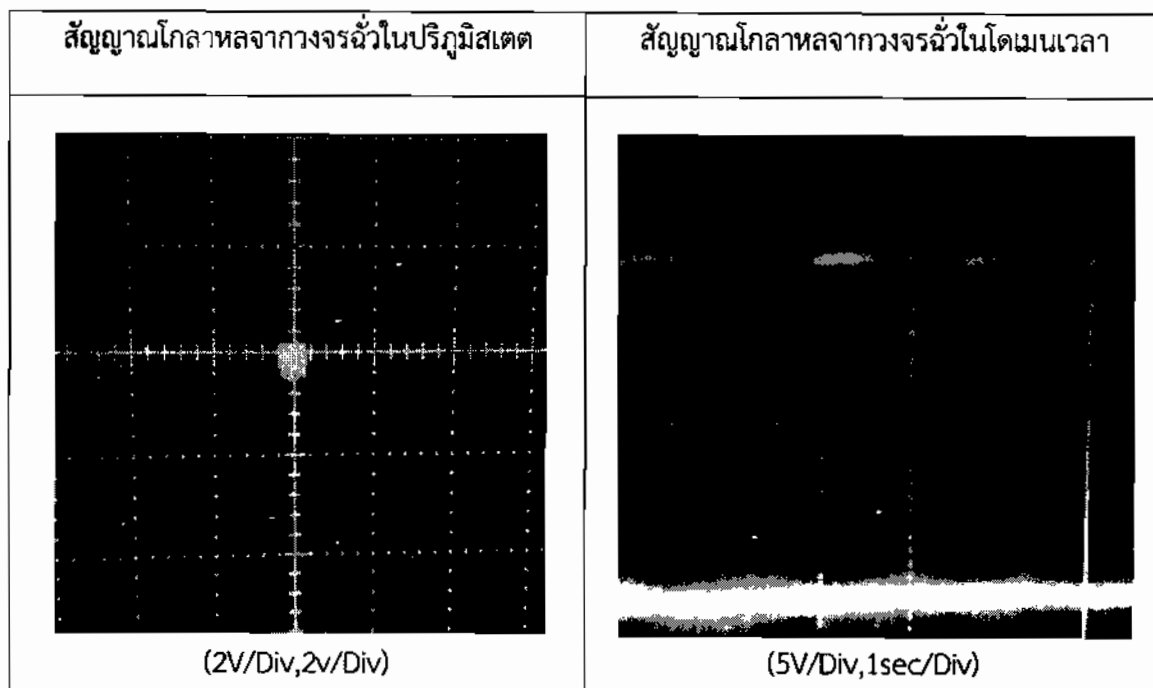 สัญญาณโกลาหลจากวงจรฉั่วในปริภูมิสเตต
สัญญาณโกลาหลจากวงจรฉั่วในโดเมนเวลา
(2V/Div,2v/Div)
(5V/Div,1sec/Div)